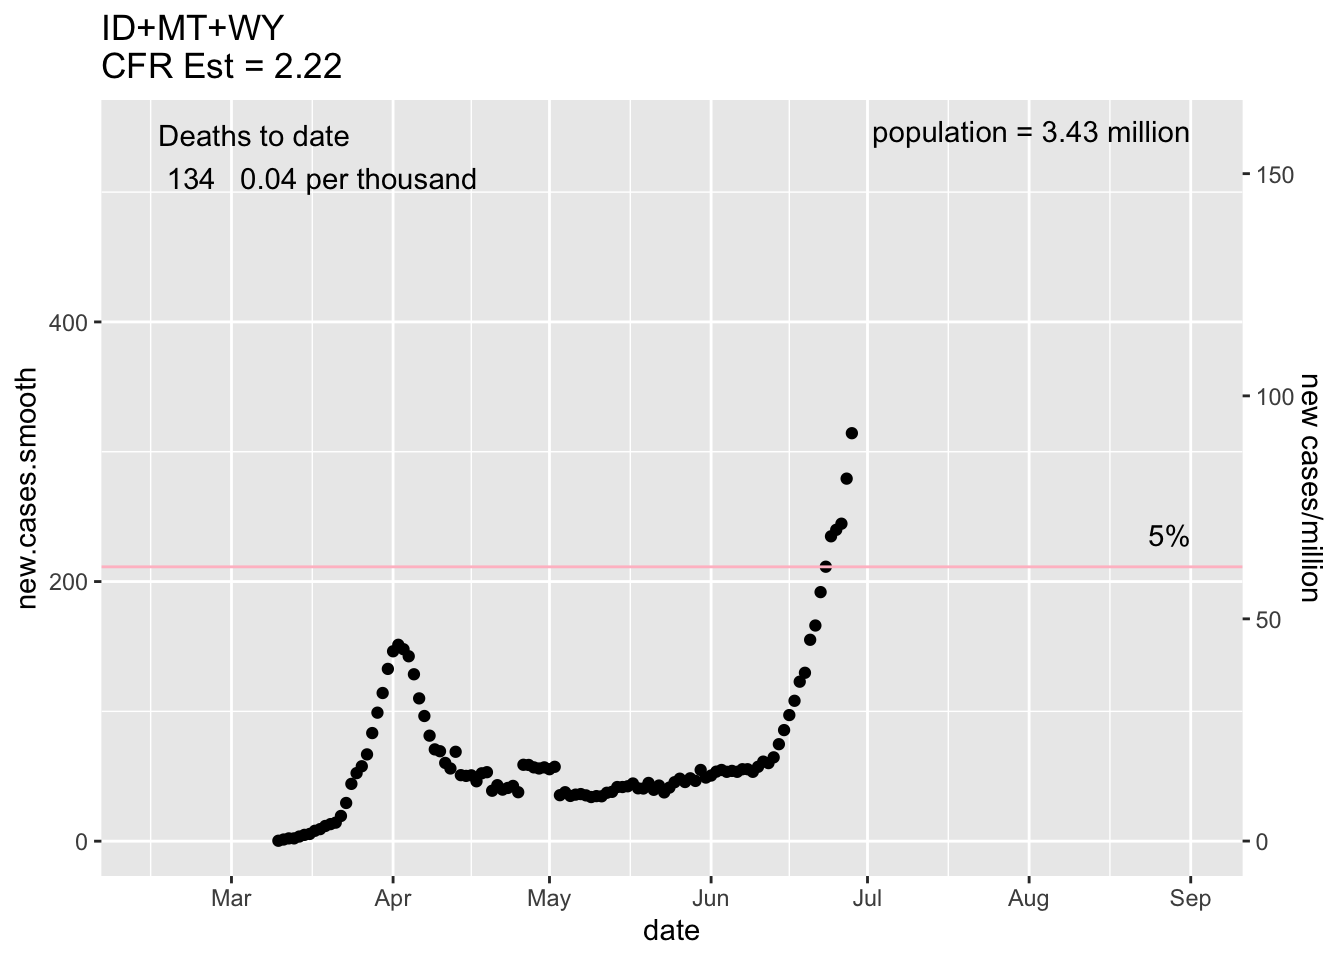 ID+MT+WY
CFR Est = 2.22
Deaths to date
134 0.04 per thousand
population = 3.43 million
5%
400
200
0
new.cases.smooth
150
100
50
0
new cases/million
Mar Apr May Jun Jul Aug Sep
date